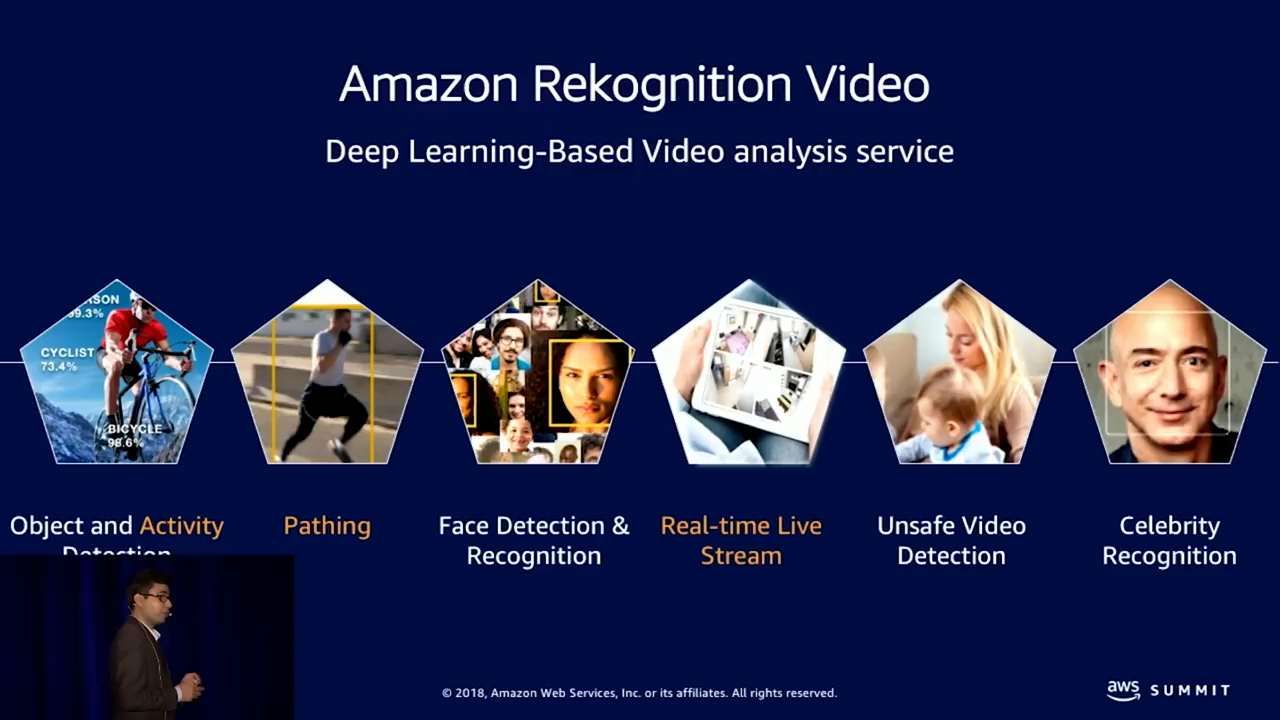 Amazon Rekognition Video
Deep Learning-Based Video analysis service
99.3%
CYCLIST
73.4%
BICYCLE
98.6%
Object and Activity
Detection
Pathing
Face Detection &
Recognition
Real-time Live
Stream
Unsafe Video
Detection
Celebrity
Recognition
© 2018, Amazon Web Services, Inc. or its affiliates. All rights reserved.
aws SUMMIT